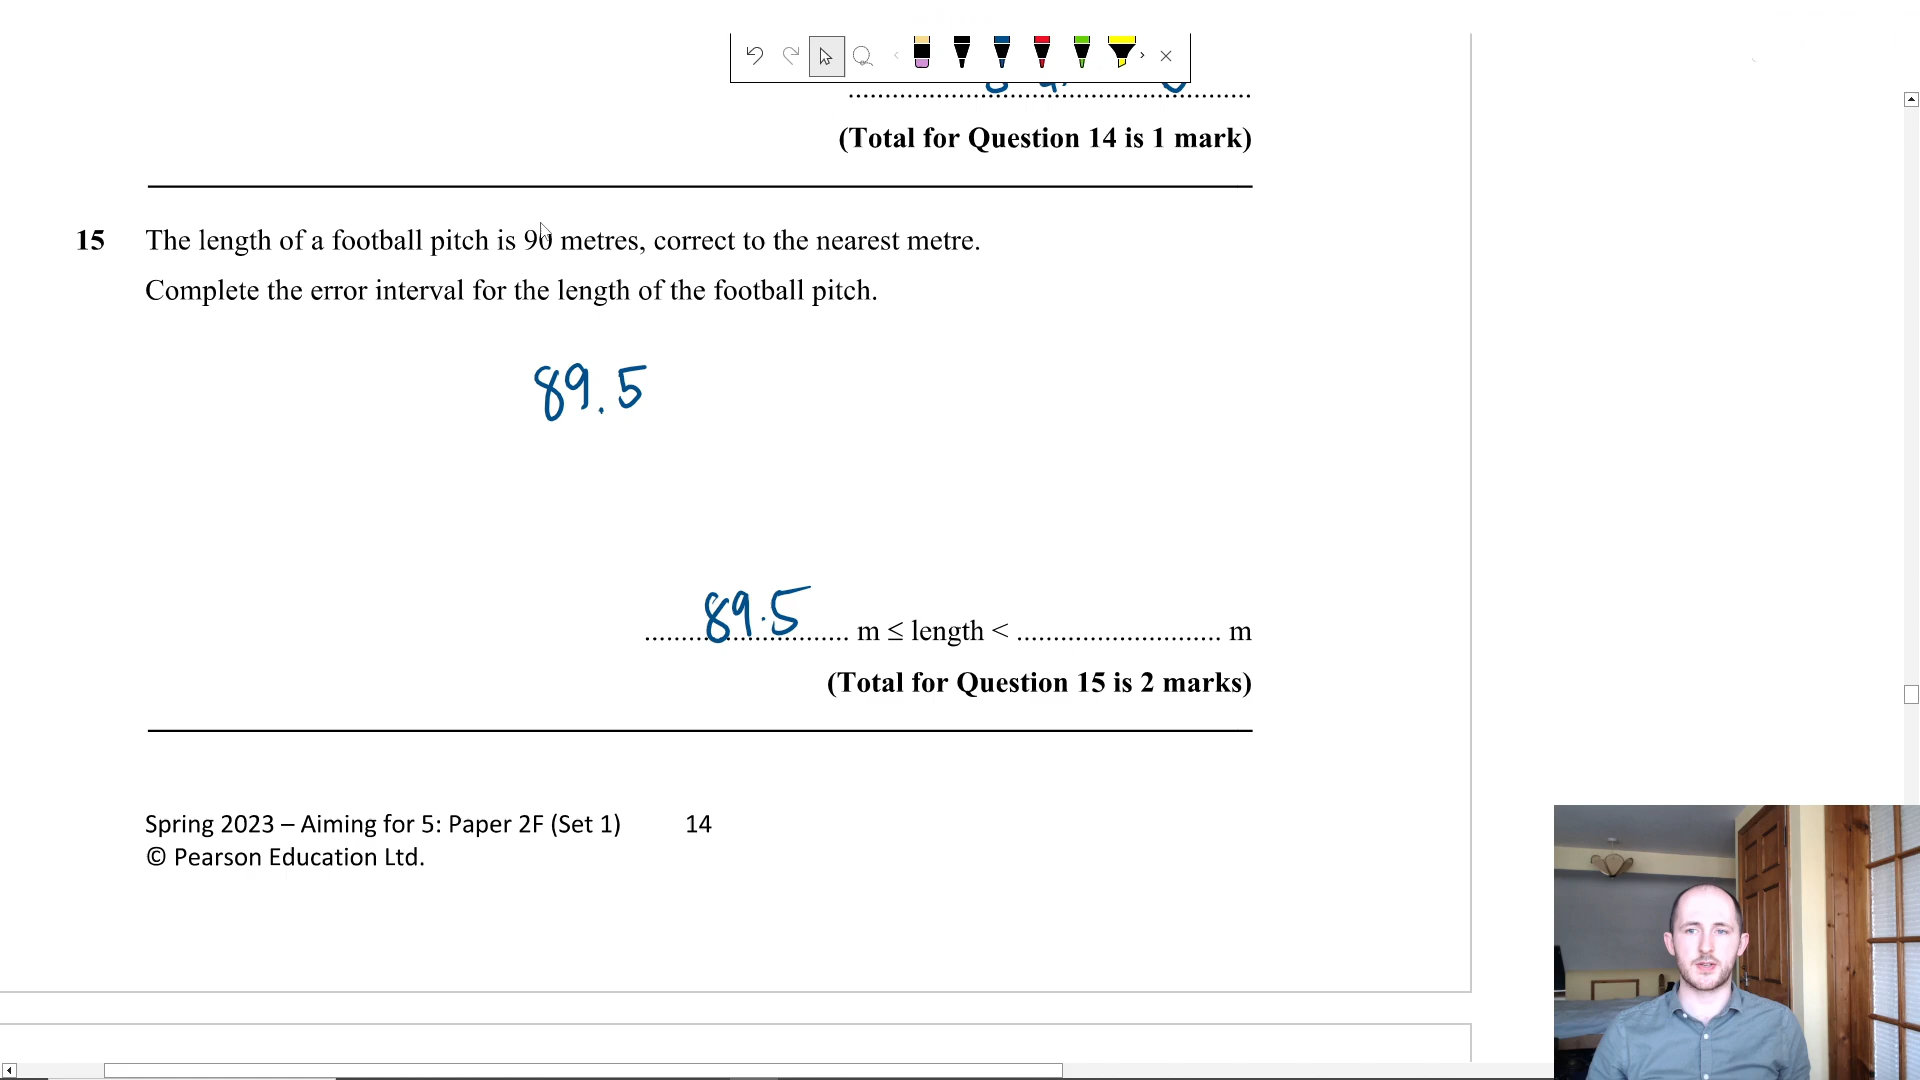 (Total for Question 14 is 1 mark)
15 The length of a football pitch is 90 metres, correct to the nearest metre.
Complete the error interval for the length of the football pitch.
89.5
89.5 m ≤ length < .......................... m
(Total for Question 15 is 2 marks)
Spring 2023 – Aiming for 5: Paper 2F (Set 1) 14
© Pearson Education Ltd.